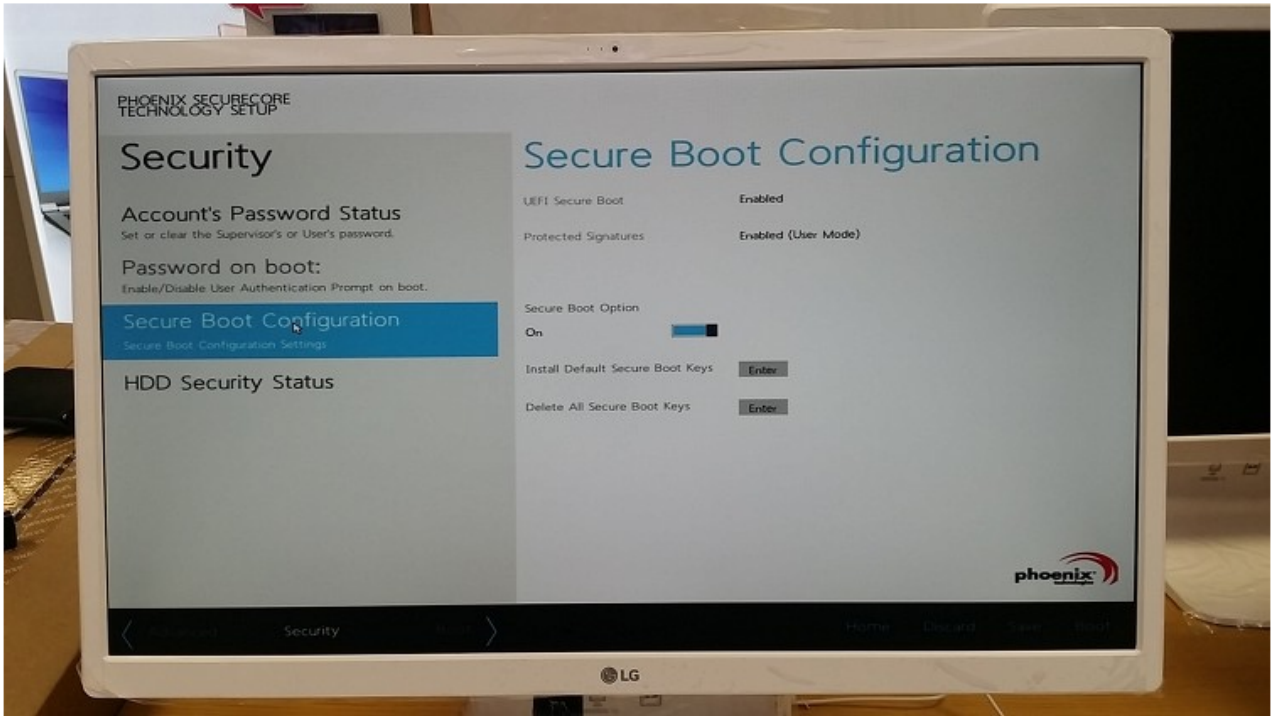 PHOENIX SECURECORE
TECHNOLOGY SETUP
Security
Account's Password Status
Set or clear the Supervisor's or User's password.
Password on boot:
Enable/Disable User Authentication Prompt on boot.
Secure Boot Configuration
Secure Boot Configuration Settings
HDD Security Status
Secure Boot Configuration
UEFI Secure Boot Enabled
Protected Signatures Enabled (User Mode)
Secure Boot Option
On
Install Default Secure Boot Keys Enter
Delete All Secure Boot Keys Enter
phoenix
technologies
Advanced Security Boot Home Discard Save Boot
LG